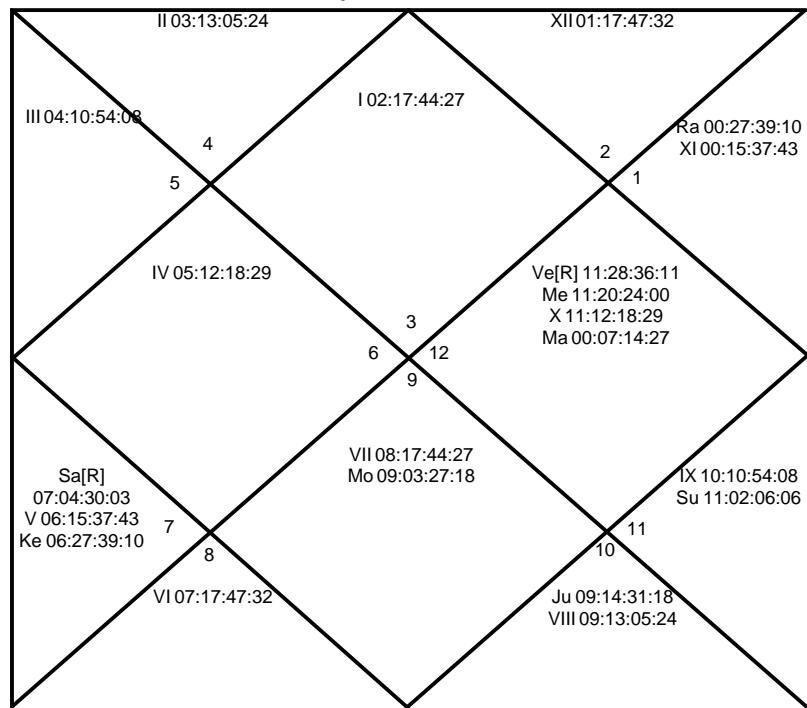 II 03:13:05:24
XII 01:17:47:32
I 02:17:44:27
III 04:10:54:08
Ra 00:27:39:10
XI 00:15:37:43
4
2
5
1
IV 05:12:18:29
Ve[R] 11:28:36:11
Me 11:20:24:00
X 11:12:18:29
Ma 00:07:14:27
3
6
12
9
VII 08:17:44:27
Mo 09:03:27:18
Sa[R]
07:04:30:03
V 06:15:37:43
Ke 06:27:39:10
IX 10:10:54:08
Su 11:02:06:06
7
11
8
10
VI 07:17:47:32
Ju 09:14:31:18
VIII 09:13:05:24